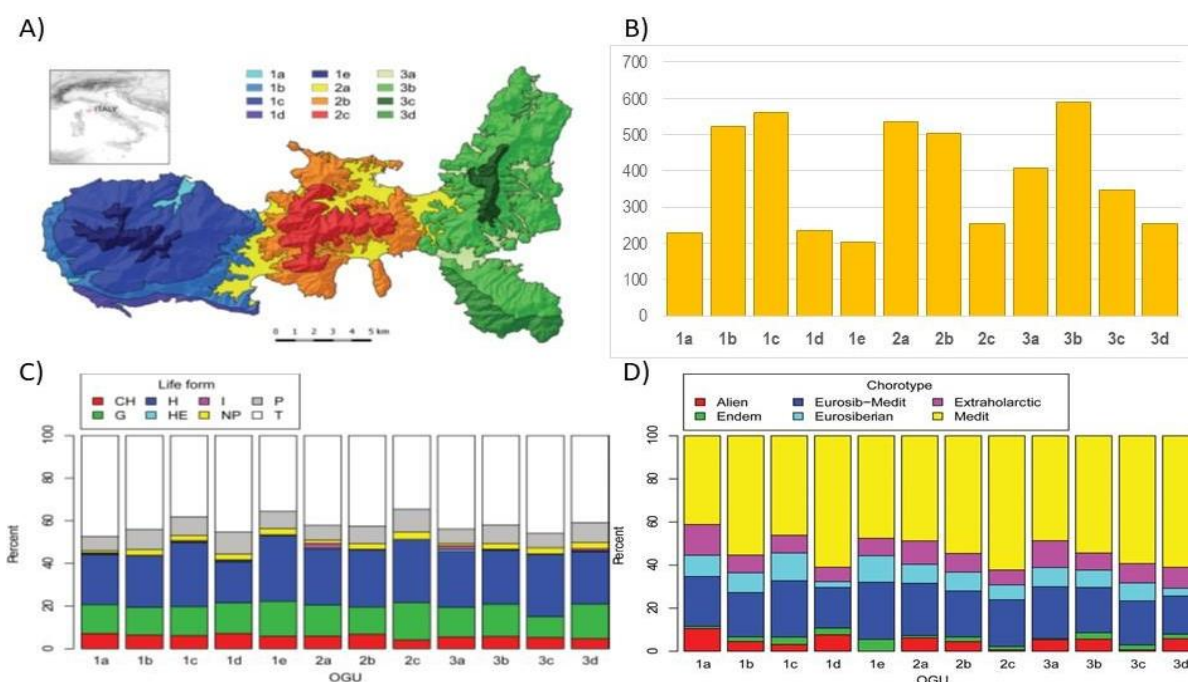 A)
1a 1e 3a
1b 2a 3b
1c 2b 3c
1d 2c 3d
ITALY
0 1 2 3 4 5 km
B)
700
600
500
400
300
200
100
0
1a 1b 1c 1d 1e 2a 2b 2c 3a 3b 3c 3d
C)
Life form
CH H I P
G HE NP T
Percent
100
80
60
40
20
0
1a 1b 1c 1d 1e 2a 2b 2c 3a 3b 3c 3d
OGU
D)
Chorotype
Alien Eurosib-Medit Extraholarctic
Endem Eurosiberian Medit
Percent
100
80
60
40
20
0
1a 1b 1c 1d 1e 2a 2b 2c 3a 3b 3c 3d
OGU